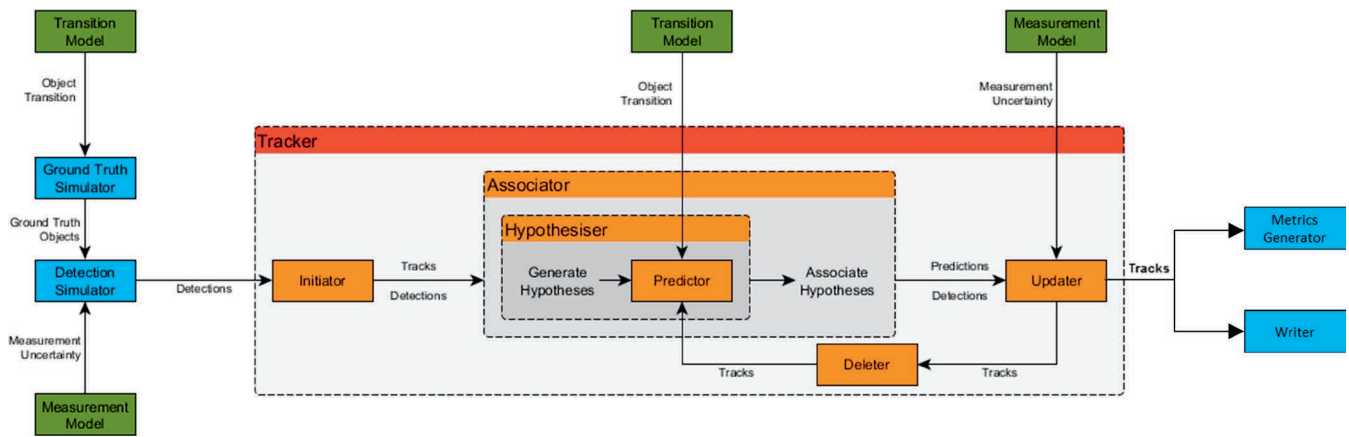 Transition
Model
Transition
Model
Measurement
Model
Object
Transition
Object
Transition
Measurement
Uncertainty
Tracker
Ground Truth
Simulator
Associator
Ground Truth
Objects
Hypothesiser
Metrics
Generator
Detection
Simulator
Detections
Initiator
Tracks
Detections
Generate
Hypotheses
Predictor
Associate
Hypotheses
Predictions
Detections
Updater
Tracks
Measurement
Uncertainty
Tracks
Deleter
Tracks
Writer
Measurement
Model